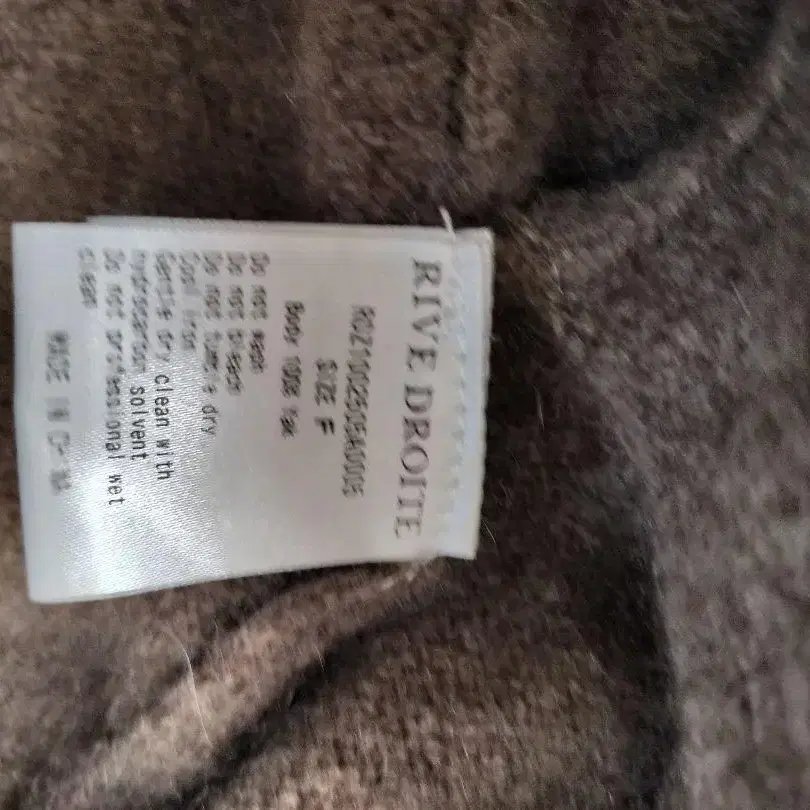 RIVE DROITE
SIZE F
Body 100% Yak
Do not wash
Do not bleach
Do not tumble dry
Cool iron
Gentle dry clean with
hydrocarbon solvent
Do not professional wet
clean
MADE IN